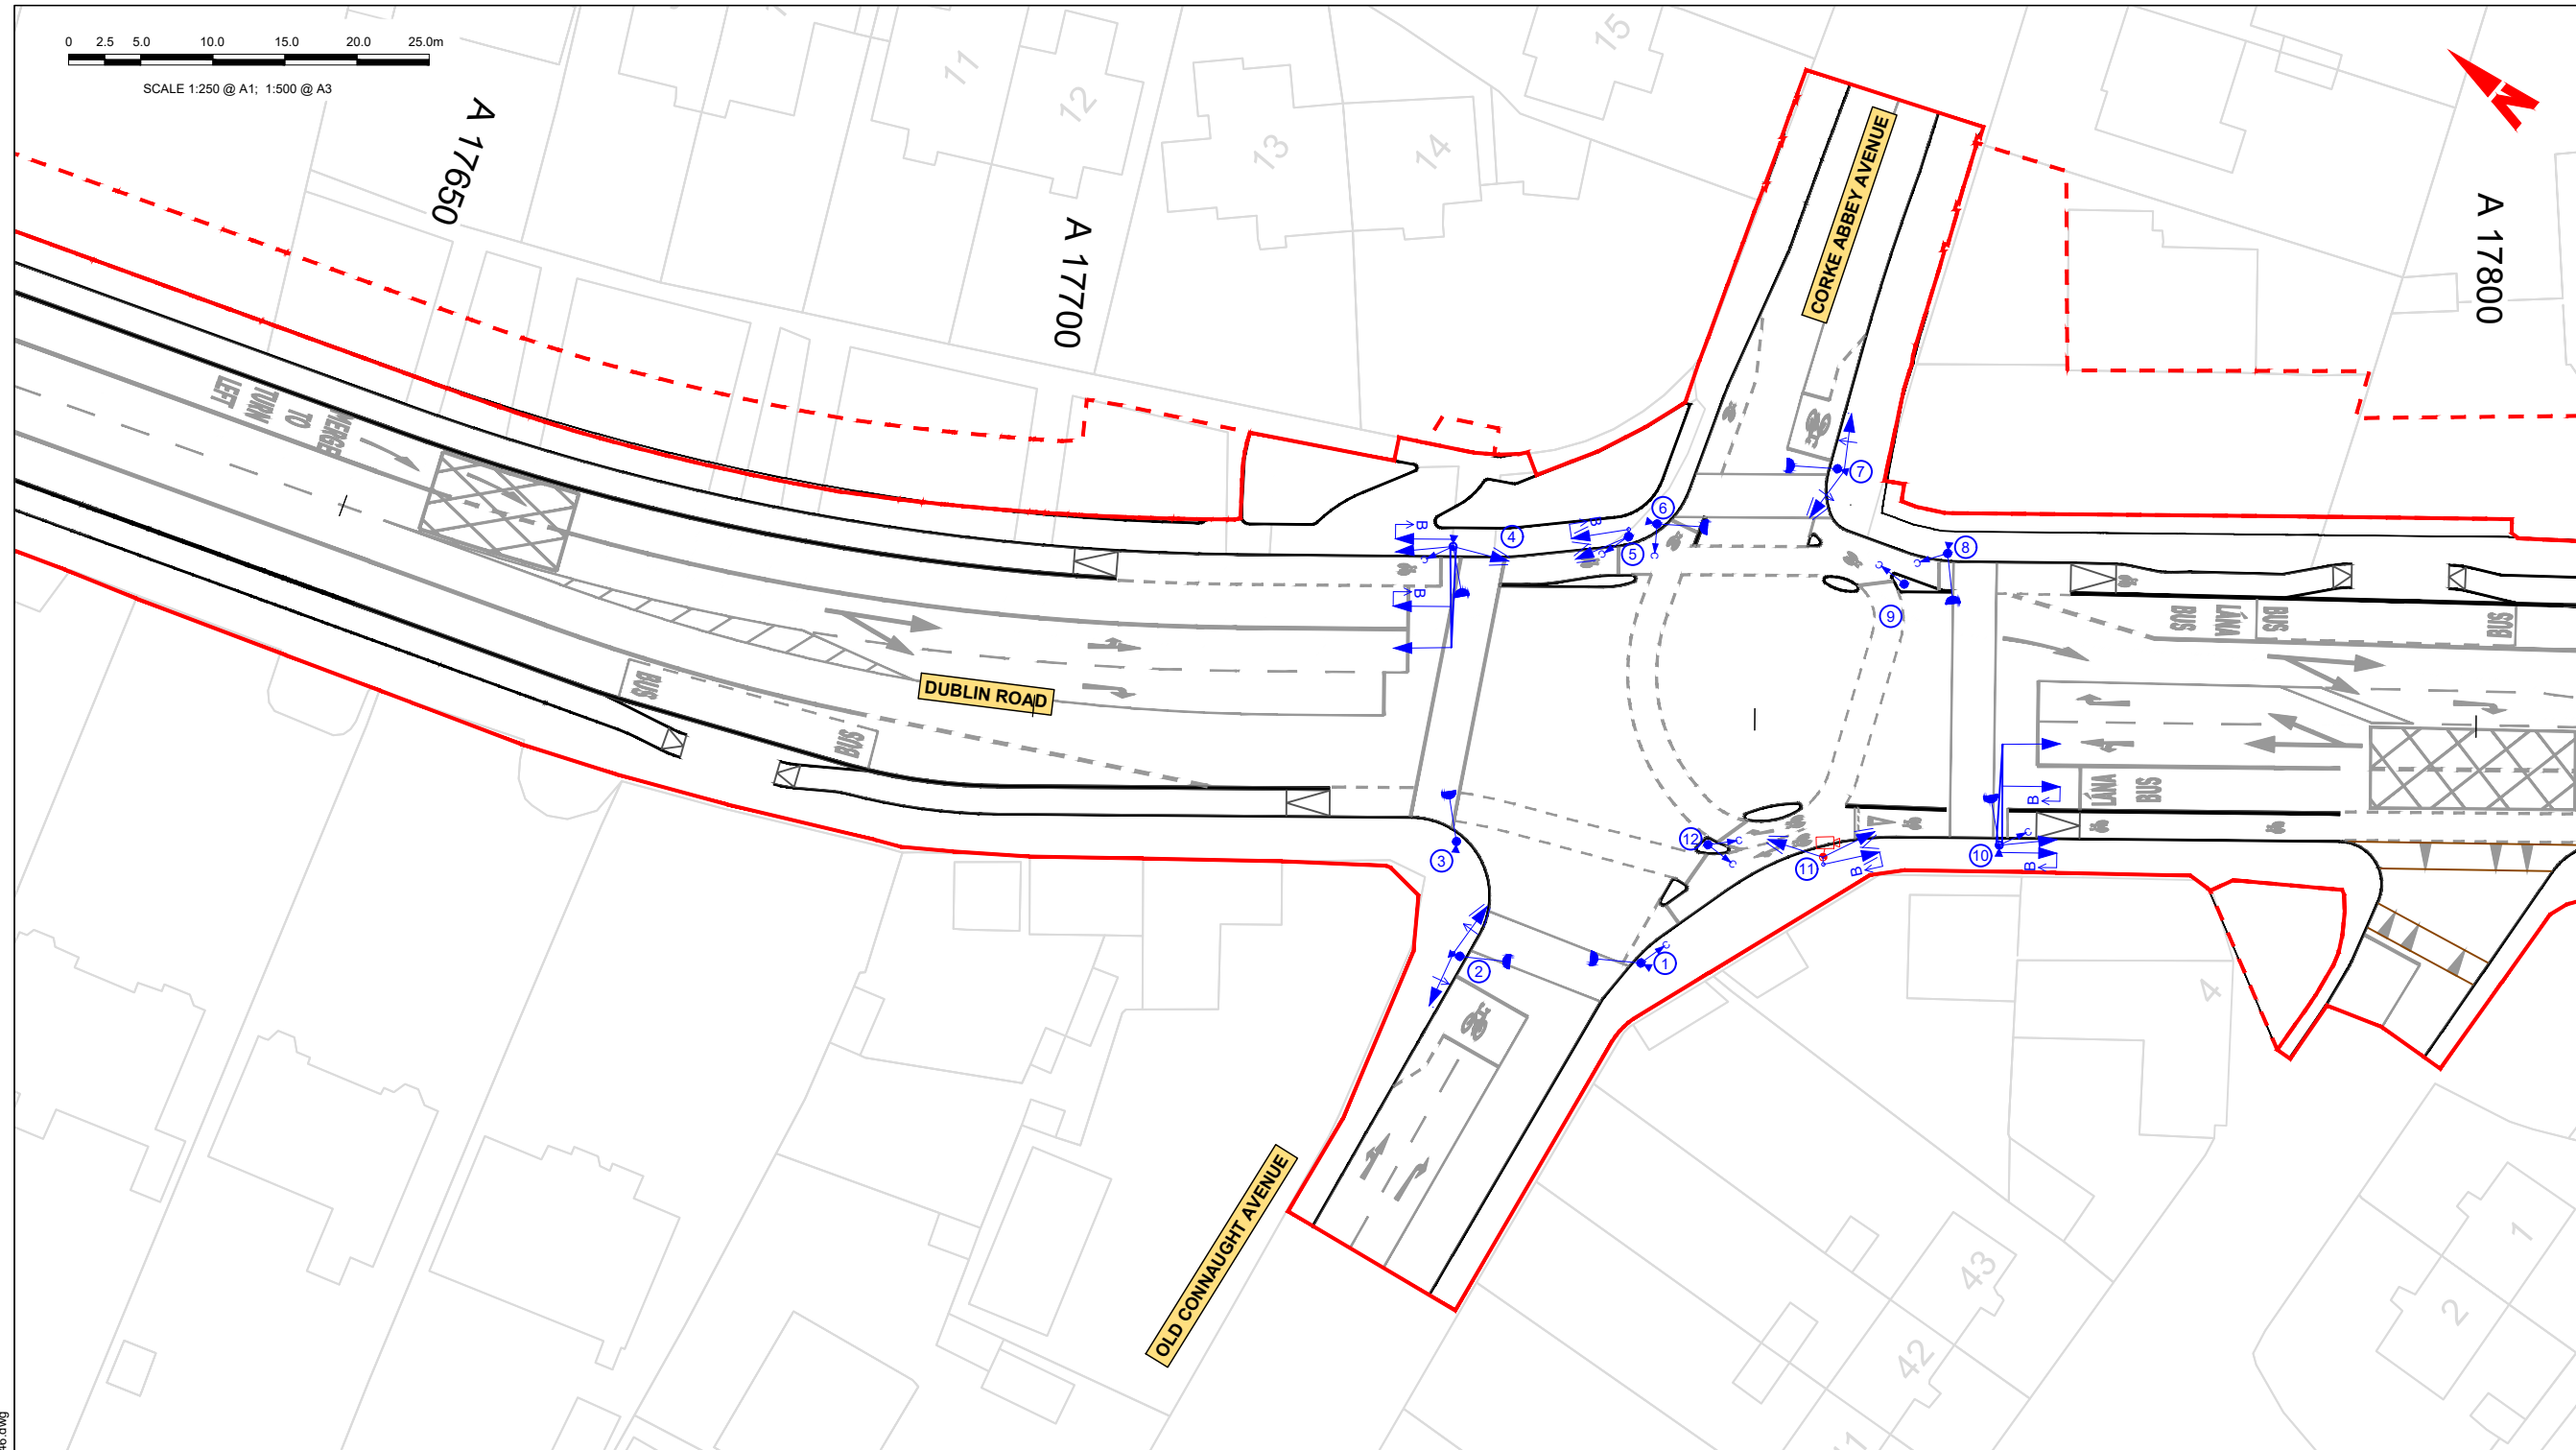 0 2.5 5.0 10.0 15.0 20.0 25.0m
SCALE 1:250 @ A1; 1:500 @ A3
N
A 17650
A 17700
A 17800
11
12
13
14
15
CORKE ABBEY AVENUE
MERGE
TO
TURN
LEFT
DUBLIN ROAD
BUS
BUS
B
B
B
C
C
C
C
C
4
5
6
7
8
9
BUS
LÁNA
BUS
BUS
LÁNA
BUS
3
2
1
12
11
10
C
C
C
C
B
B
B
OLD CONNAUGHT AVENUE
4
43
42
41
1
2
46.dwg